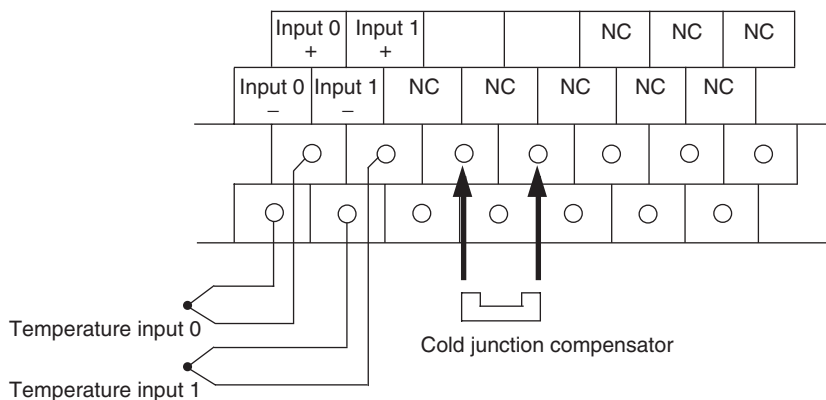 Input 0 Input 1 NC NC NC
+ +
Input 0 Input 1 NC NC NC NC NC
– –
Temperature input 0
Cold junction compensator
Temperature input 1